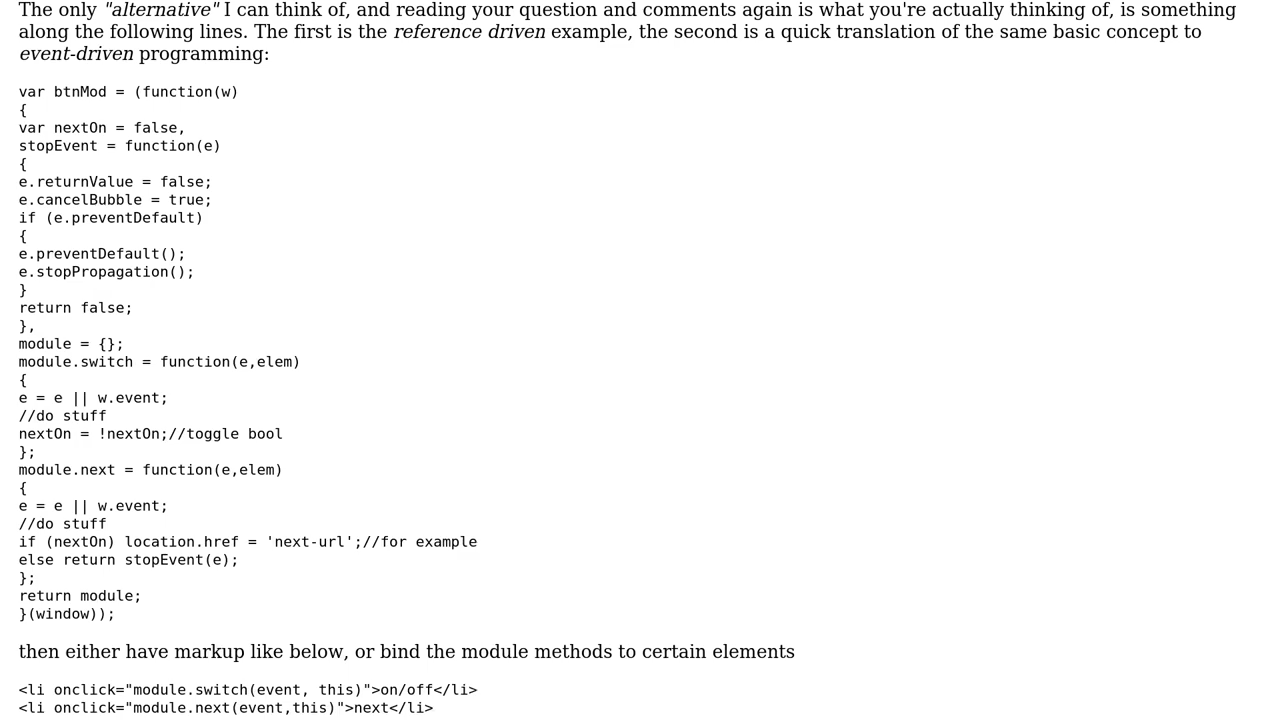 The only "alternative" I can think of, and reading your question and comments again is what you're actually thinking of, is something
along the following lines. The first is the reference driven example, the second is a quick translation of the same basic concept to
event-driven programming:
var btnMod = (function(w)
{
var nextOn = false,
stopEvent = function(e)
{
e.returnValue = false;
e.cancelBubble = true;
if (e.preventDefault)
{
e.preventDefault();
e.stopPropagation();
}
return false;
},
module = {};
module.switch = function(e,elem)
{
e = e || w.event;
//do stuff
nextOn = !nextOn;//toggle bool
};
module.next = function(e,elem)
{
e = e || w.event;
//do stuff
if (nextOn) location.href = 'next-url';//for example
else return stopEvent(e);
};
return module;
}(window));
then either have markup like below, or bind the module methods to certain elements
<li onclick="module.switch(event, this)">on/off</li>
<li onclick="module.next(event,this)">next</li>